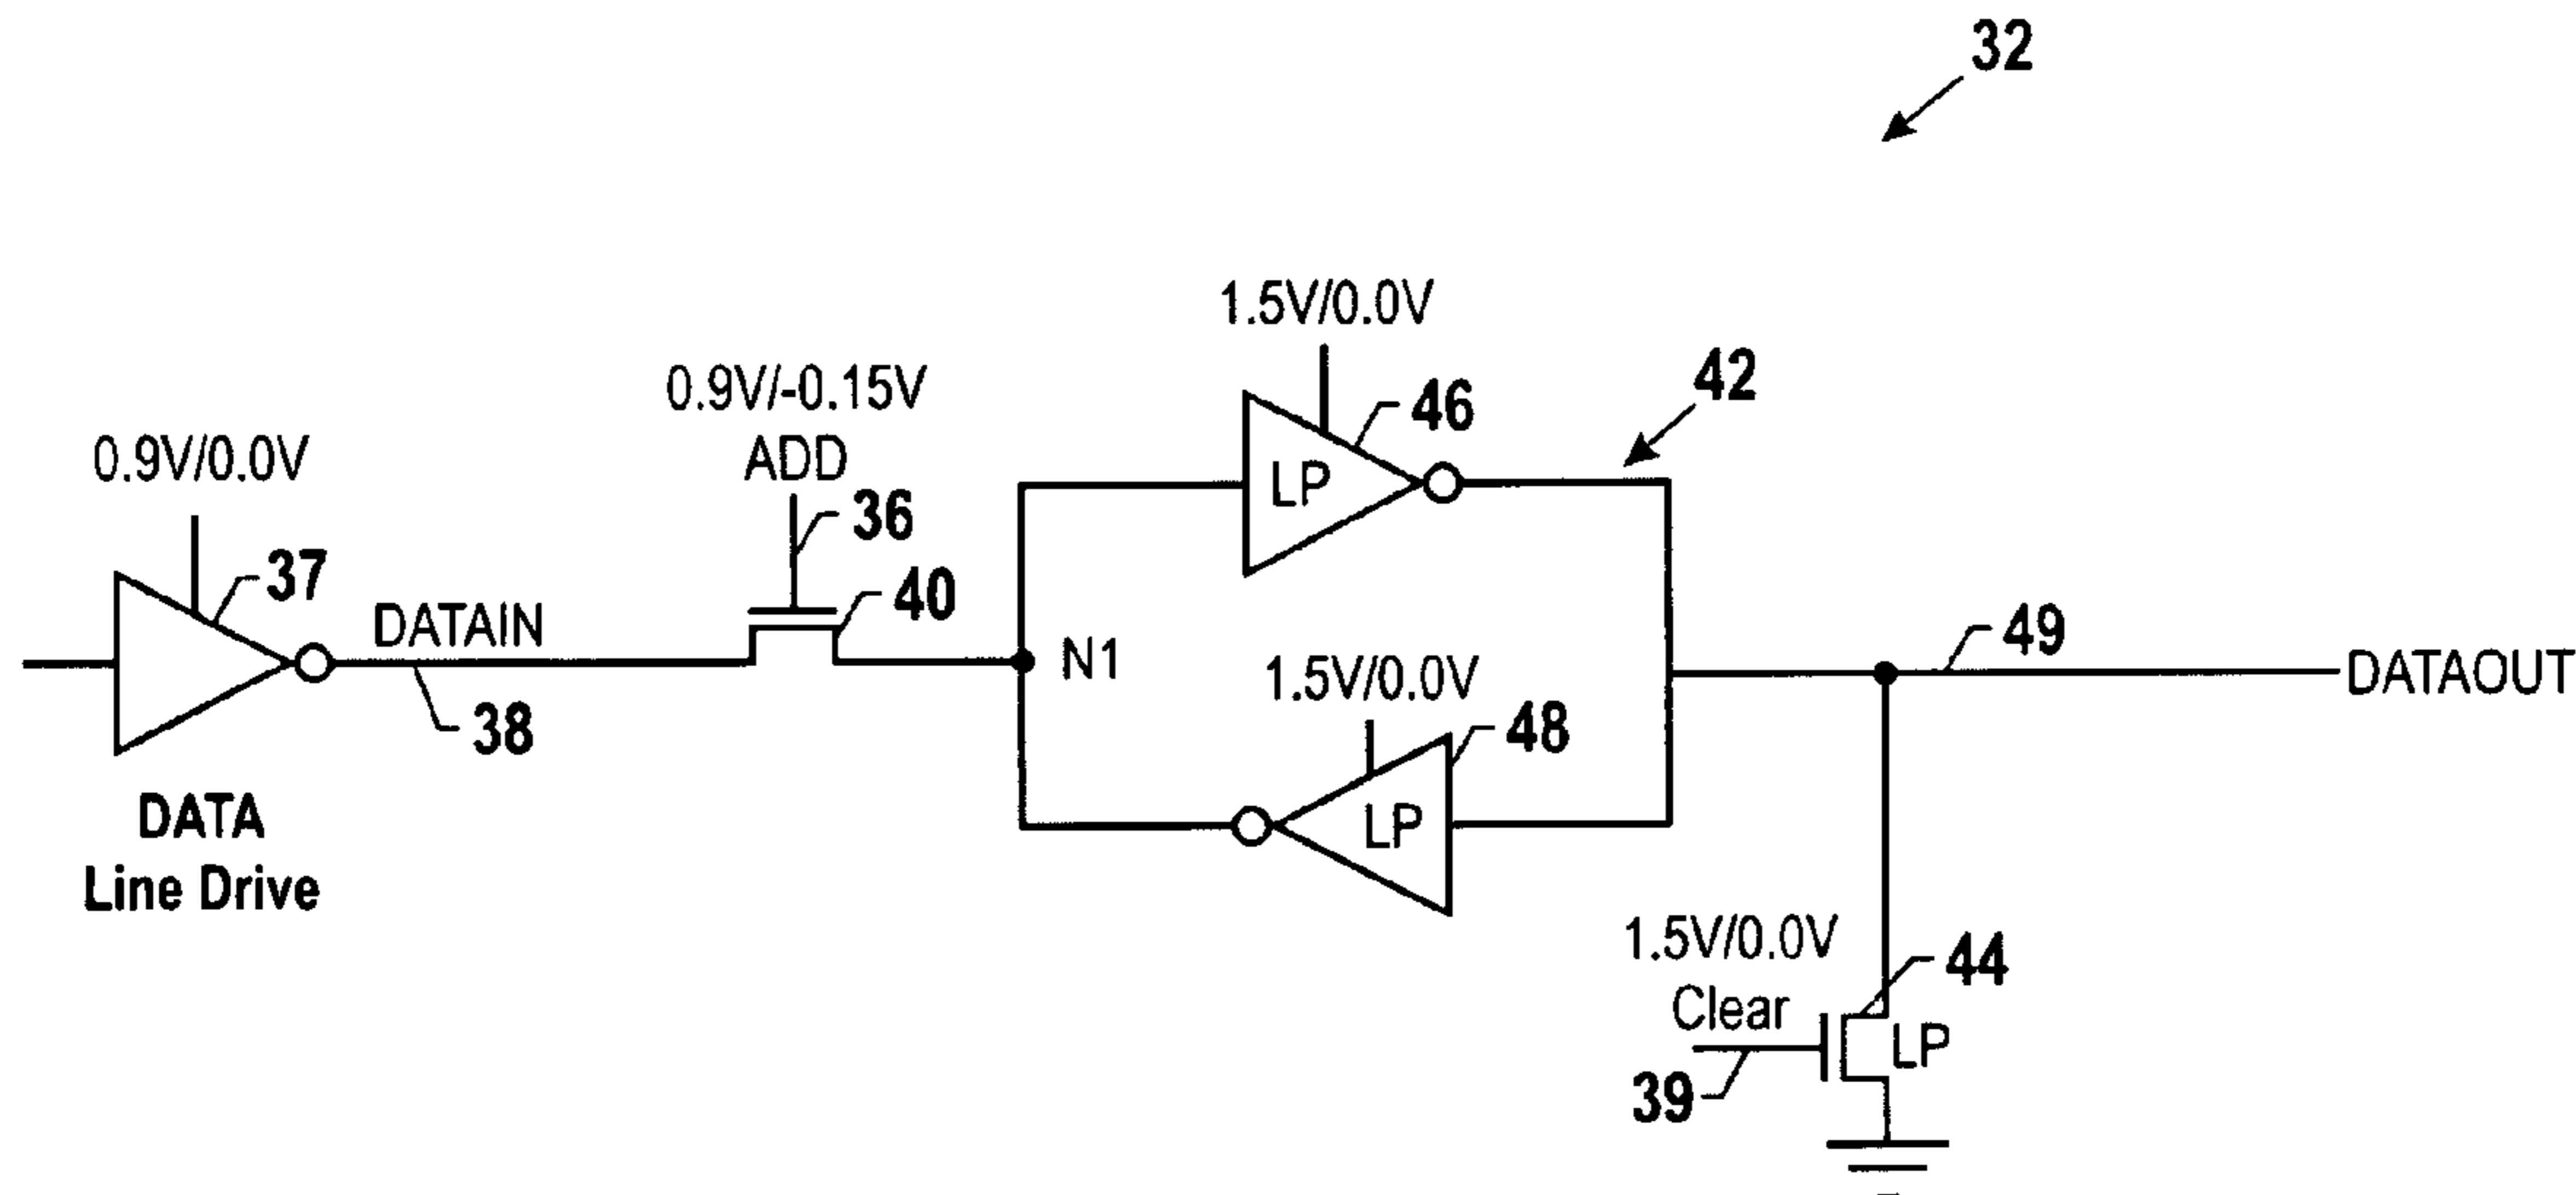 32
1.5V/0.0V
42
46
0.9V/-0.15V
ADD
LP
0.9V/0.0V
36
37
40
DATAIN
49
N1
1.5V/0.0V
DATAOUT
38
48
LP
DATA
Line Drive
1.5V/0.0V
44
Clear
LP
39